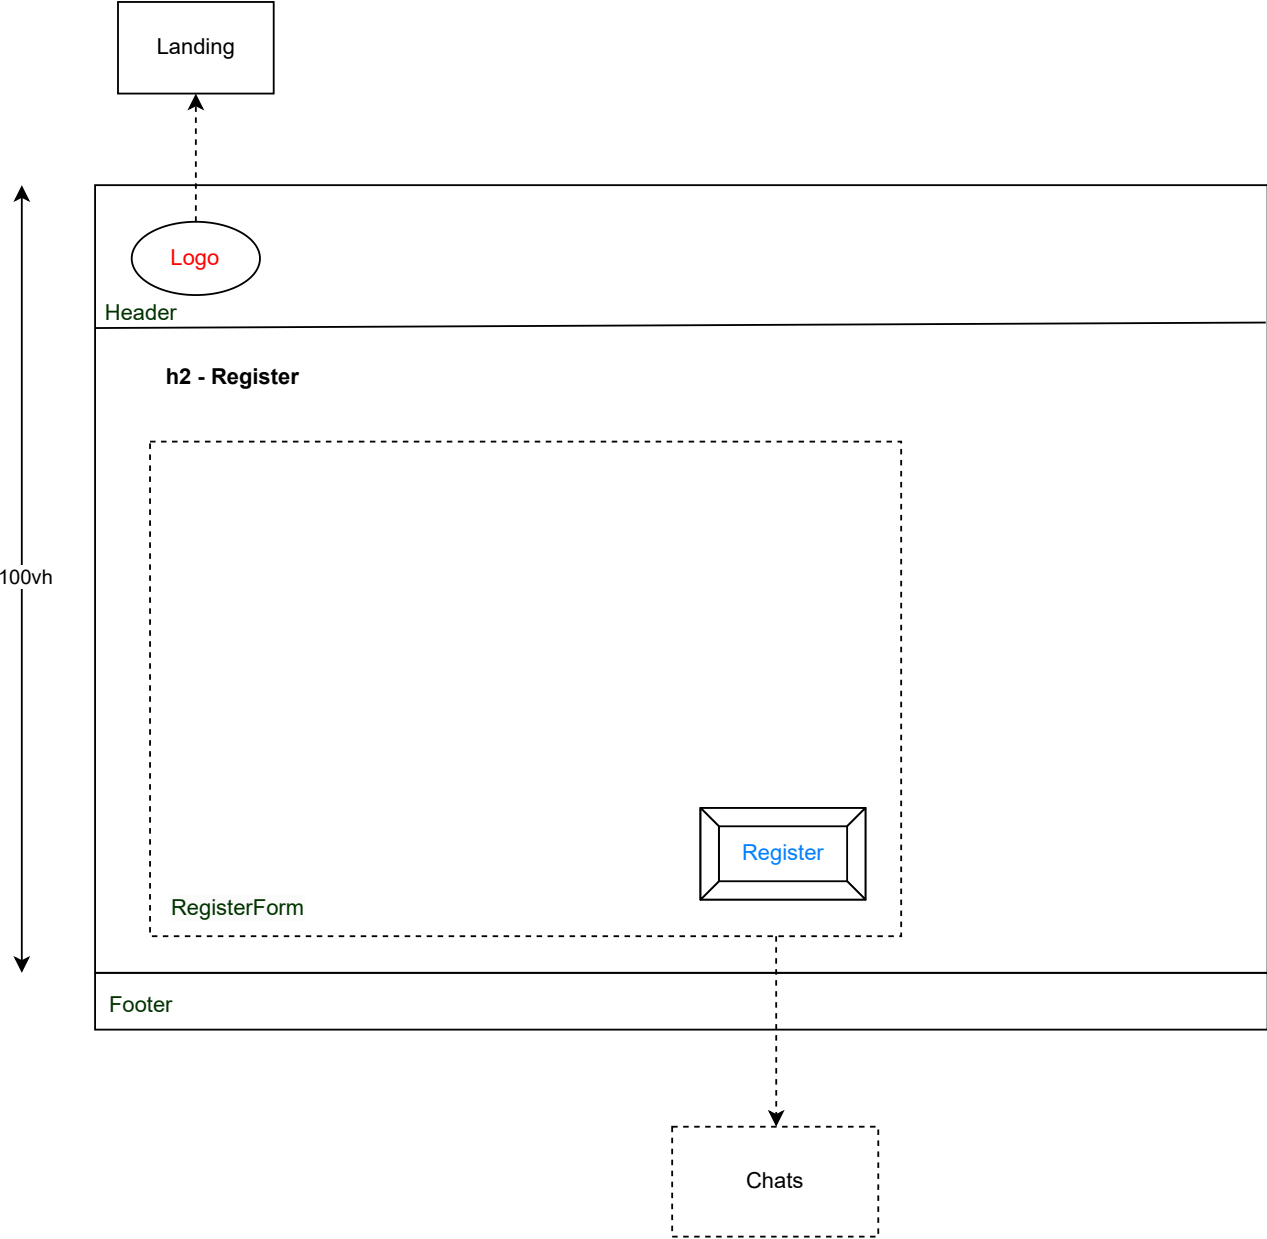 Landing
Logo
Header
h2 - Register
100vh
Register
RegisterForm
Footer
Chats